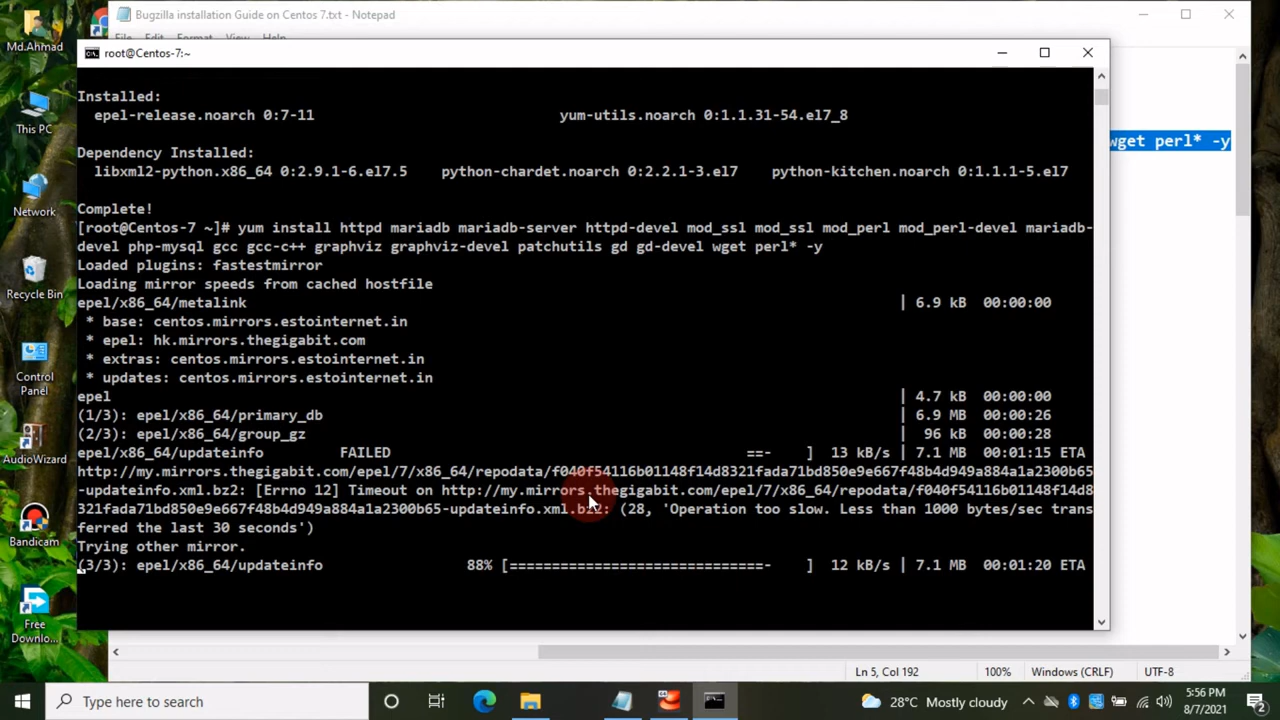 Bugzilla installation Guide on Centos 7.txt - Notepad
File Edit Format View Help
root@Centos-7:~
Installed:
epel-release.noarch 0:7-11 yum-utils.noarch 0:1.1.31-54.el7_8
Dependency Installed:
libxml2-python.x86_64 0:2.9.1-6.el7.5 python-chardet.noarch 0:2.2.1-3.el7 python-kitchen.noarch 0:1.1.1-5.el7
Complete!
[root@Centos-7 ~]# yum install httpd mariadb mariadb-server httpd-devel mod_ssl mod_ssl mod_perl mod_perl-devel mariadb-
devel php-mysql gcc gcc-c++ graphviz graphviz-devel patchutils gd gd-devel wget perl* -y
Loaded plugins: fastestmirror
Loading mirror speeds from cached hostfile
epel/x86_64/metalink | 6.9 kB 00:00:00
* base: centos.mirrors.estointernet.in
* epel: hk.mirrors.thegigabit.com
* extras: centos.mirrors.estointernet.in
* updates: centos.mirrors.estointernet.in
epel | 4.7 kB 00:00:00
(1/3): epel/x86_64/primary_db | 6.9 MB 00:00:26
(2/3): epel/x86_64/group_gz | 96 kB 00:00:28
epel/x86_64/updateinfo FAILED ==- ] 13 kB/s | 7.1 MB 00:01:15 ETA
http://my.mirrors.thegigabit.com/epel/7/x86_64/repodata/f040f54116b01148f14d8321fada71bd850e9e667f48b4d949a884a1a2300b65
-updateinfo.xml.bz2: [Errno 12] Timeout on http://my.mirrors.thegigabit.com/epel/7/x86_64/repodata/f040f54116b01148f14d8
321fada71bd850e9e667f48b4d949a884a1a2300b65-updateinfo.xml.bz2: (28, 'Operation too slow. Less than 1000 bytes/sec trans
ferred the last 30 seconds')
Trying other mirror.
(3/3): epel/x86_64/updateinfo 88% [==============================- ] 12 kB/s | 7.1 MB 00:01:20 ETA
wget perl* -y
Md.Ahmad
This PC
Network
Recycle Bin
Control
Panel
AudioWizard
Bandicam
Free
Downlo...
Ln 5, Col 192 100% Windows (CRLF) UTF-8
Type here to search
28°C Mostly cloudy
5:56 PM
8/7/2021
2